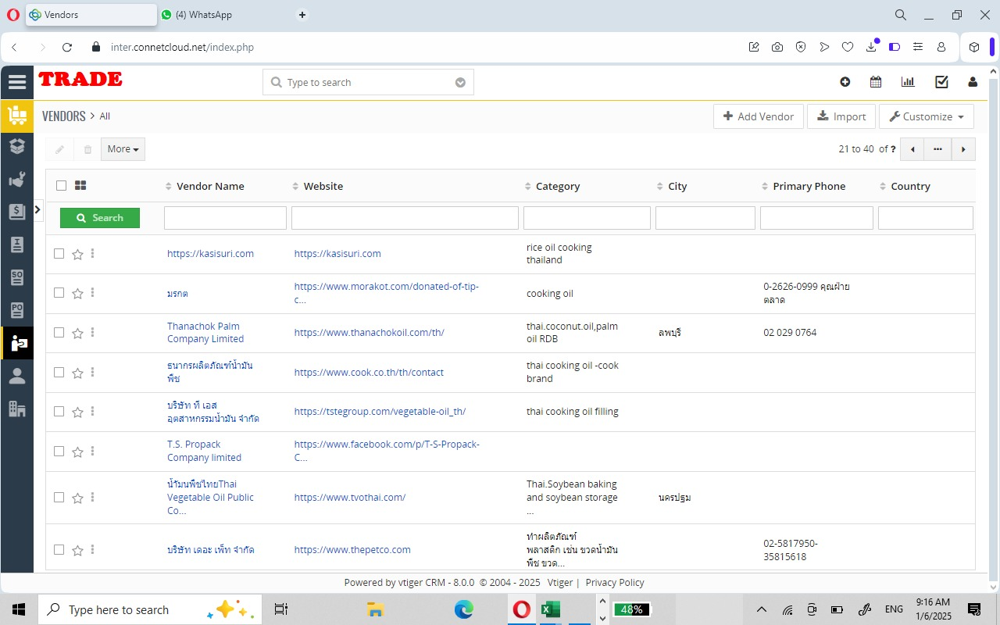 Vendors
(4) WhatsApp
inter.connetcloud.net/index.php
TRADE
Type to search
VENDORS > All
Add Vendor
Import
Customize
More
21 to 40 of ?
Vendor Name
Website
Category
City
Primary Phone
Country
Search
https://kasisuri.com
https://kasisuri.com
rice oil cooking
thailand
มรกต
https://www.morakot.com/donated-of-tip-
c...
cooking oil
0-2626-0999 คุณฝ่าย
ตลาด
Thanachok Palm
Company Limited
https://www.thanachokoil.com/th/
thai.coconut.oil,palm
oil RDB
ลพบุรี
02 029 0764
ธนากรผลิตภัณฑ์น้ำมัน
พืช
https://www.cook.co.th/th/contact
thai cooking oil -cook
brand
บริษัท ที เอส
อุตสาหกรรมน้ำมัน จำกัด
https://tstegroup.com/vegetable-oil_th/
thai cooking oil filling
T.S. Propack
Company limited
https://www.facebook.com/p/T-S-Propack-
C...
น้ำมันพืชไทยThai
Vegetable Oil Public
Co...
https://www.tvothai.com/
Thai.Soybean baking
and soybean storage
...
นครปฐม
บริษัท เดอะ เพ็ท จำกัด
https://www.thepetco.com
ทำผลิตภัณฑ์
พลาสติก เช่น ขวดน้ำมัน
พืช ขวด...
02-5817950-
35815618
$
I
SO
PO
Powered by vtiger CRM - 8.0.0 © 2004 - 2025 Vtiger | Privacy Policy
Type here to search
48%
ENG
9:16 AM
1/6/2025